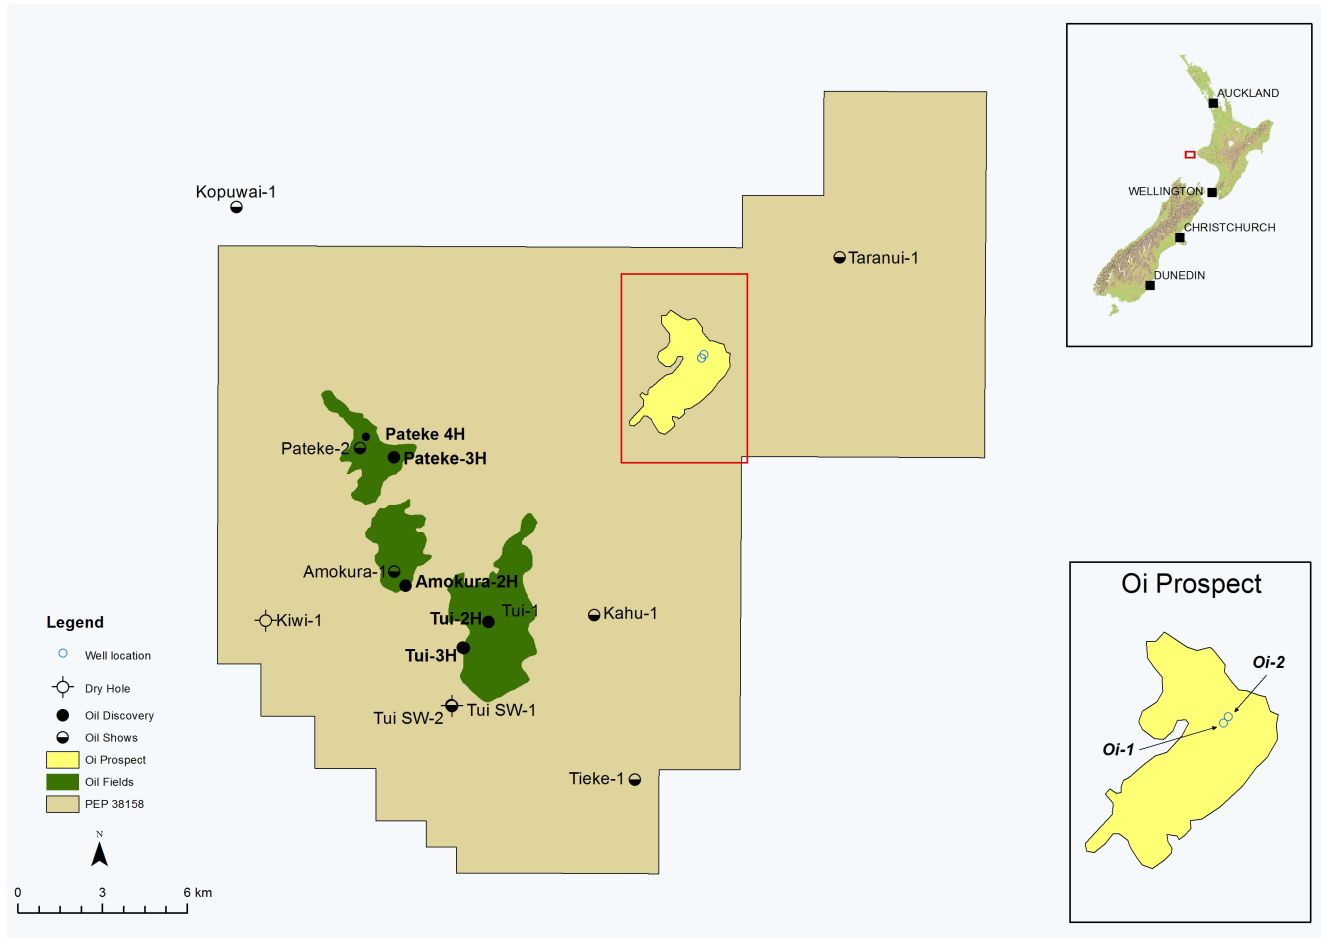 Kopuwai-1
Taranui-1
Pateke 4H
Pateke-2
Pateke-3H
Amokura-1
Amokura-2H
Kiwi-1
Tui-1
Tui-2H
Kahu-1
Tui-3H
Tui SW-2
Tui SW-1
Tieke-1
Legend
Well location
Dry Hole
Oil Discovery
Oil Shows
Oi Prospect
Oil Fields
PEP 38158
N
0 3 6 km
AUCKLAND
WELLINGTON
CHRISTCHURCH
DUNEDIN
Oi Prospect
Oi-2
Oi-1